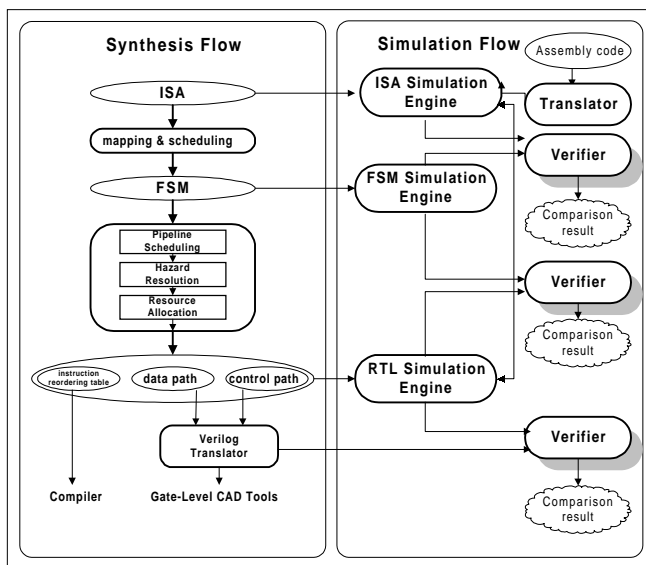 Synthesis Flow
ISA
mapping & scheduling
FSM
Pipeline
Scheduling
Hazard
Resolution
Resource
Allocation
instruction
reordering table
data path
control path
Verilog
Translator
Compiler
Gate-Level CAD Tools
Simulation Flow
Assembly code
ISA Simulation
Engine
Translator
Verifier
FSM Simulation
Engine
Comparison
result
Verifier
Comparison
result
RTL Simulation
Engine
Verifier
Comparison
result